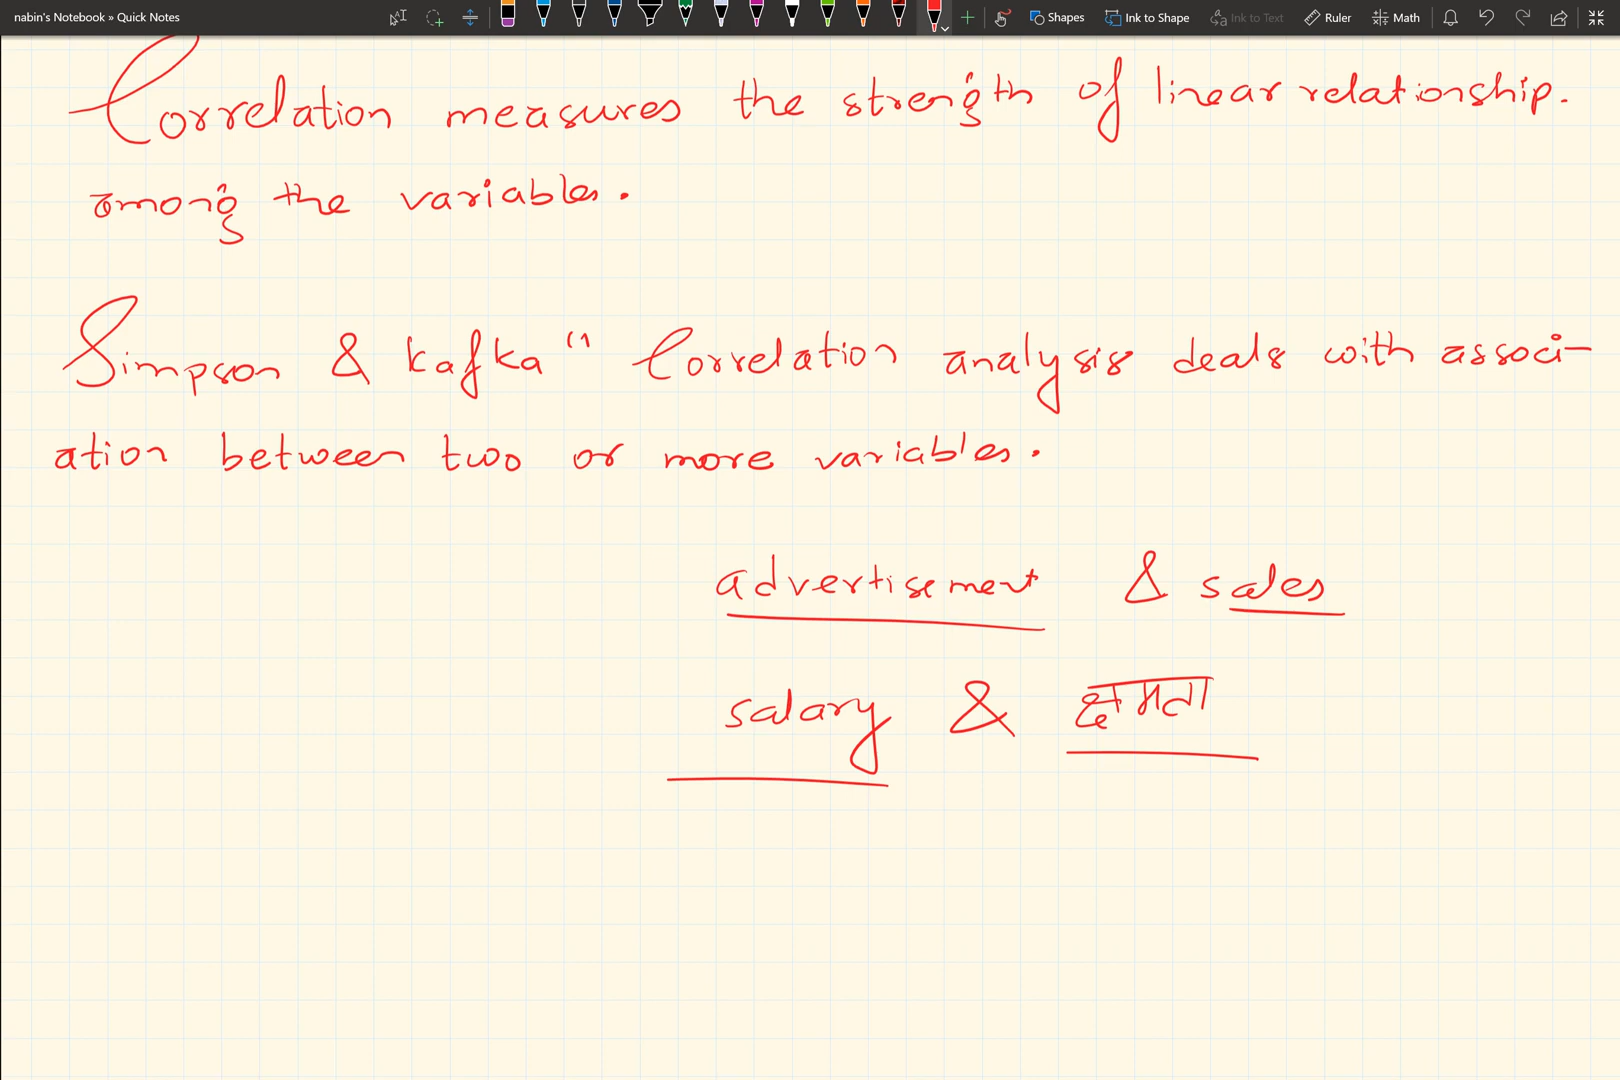 nabin's Notebook » Quick Notes Shapes Ink to Shape Ink to Text Ruler Math
Correlation measures the strength of linear relationship.
among the variables.
Simpson & kafka " Correlation analysis deals with associ-
ation between two or more variables.
advertisement & sales
salary & क्षमता